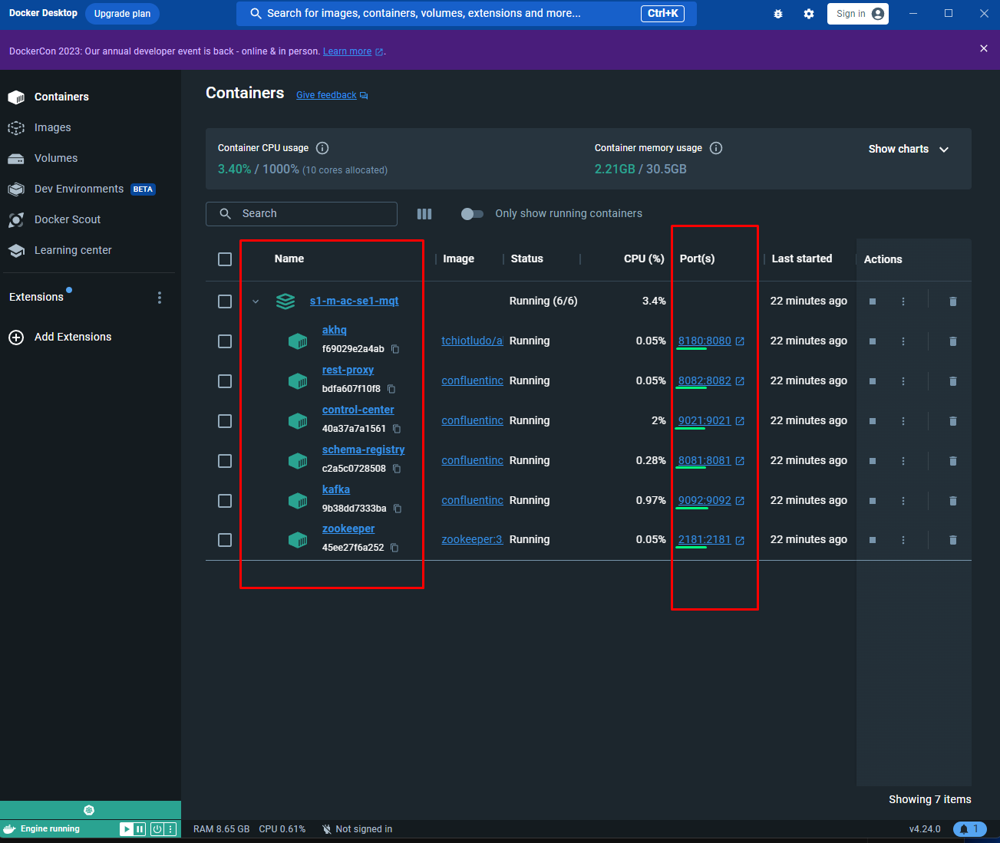 Docker Desktop Upgrade plan Search for images, containers, volumes, extensions and more... Ctrl+K Sign in
DockerCon 2023: Our annual developer event is back - online & in person. Learn more .
Containers
Images
Volumes
Dev Environments BETA
Docker Scout
Learning center
Extensions
Add Extensions
Containers Give feedback
Container CPU usage
3.40% / 1000% (10 cores allocated)
Container memory usage
2.21GB / 30.5GB
Show charts
Search
Only show running containers
Name Image Status CPU (%) Port(s) Last started Actions
s1-m-ac-se1-mqt Running (6/6) 3.4% 22 minutes ago
akhq
f69029e2a4ab
tchiotludo/a Running 0.05% 8180:8080 22 minutes ago
rest-proxy
bdfa607f10f8
confluentinc Running 0.05% 8082:8082 22 minutes ago
control-center
40a37a7a1561
confluentinc Running 2% 9021:9021 22 minutes ago
schema-registry
c2a5c0728508
confluentinc Running 0.28% 8081:8081 22 minutes ago
kafka
9b38dd7333ba
confluentinc Running 0.97% 9092:9092 22 minutes ago
zookeeper
45ee27f6a252
zookeeper:3. Running 0.05% 2181:2181 22 minutes ago
Showing 7 items
Engine running
RAM 8.65 GB CPU 0.61% Not signed in
v4.24.0 1